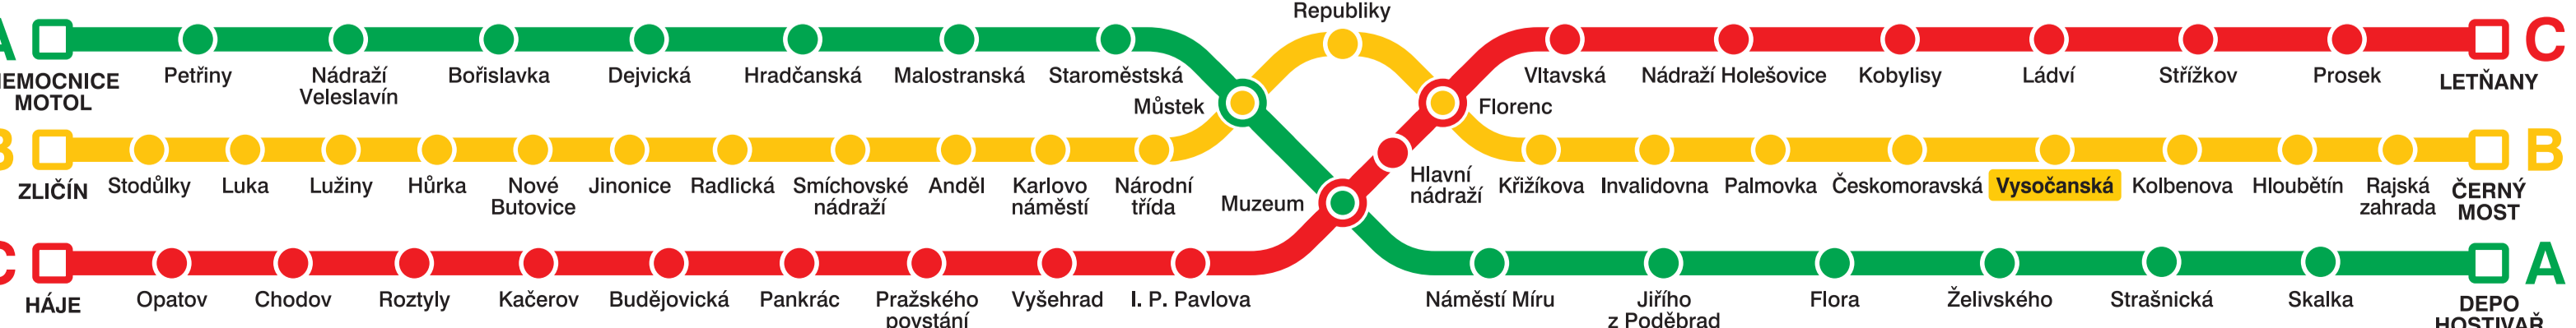 Republiky
A
C
Petřiny
Nádraží
Veleslavín
Bořislavka
Dejvická
Hradčanská
Malostranská
Staroměstská
Vltavská
Nádraží Holešovice
Kobylisy
Ládví
Střížkov
Prosek
NEMOCNICE
MOTOL
LETŇANY
Můstek
Florenc
B
B
ZLIČÍN
Stodůlky
Luka
Lužiny
Hůrka
Nové
Butovice
Jinonice
Radlická
Smíchovské
nádraží
Anděl
Karlovo
náměstí
Národní
třída
Muzeum
Hlavní
nádraží
Křižíkova
Invalidovna
Palmovka
Českomoravská
Vysočanská
Kolbenova
Hloubětín
Rajská
zahrada
ČERNÝ
MOST
C
A
HÁJE
Opatov
Chodov
Roztyly
Kačerov
Budějovická
Pankrác
Pražského
povstání
Vyšehrad
I. P. Pavlova
Náměstí Míru
Jiřího
z Poděbrad
Flora
Želivského
Strašnická
Skalka
DEPO
HOSTIVAŘ